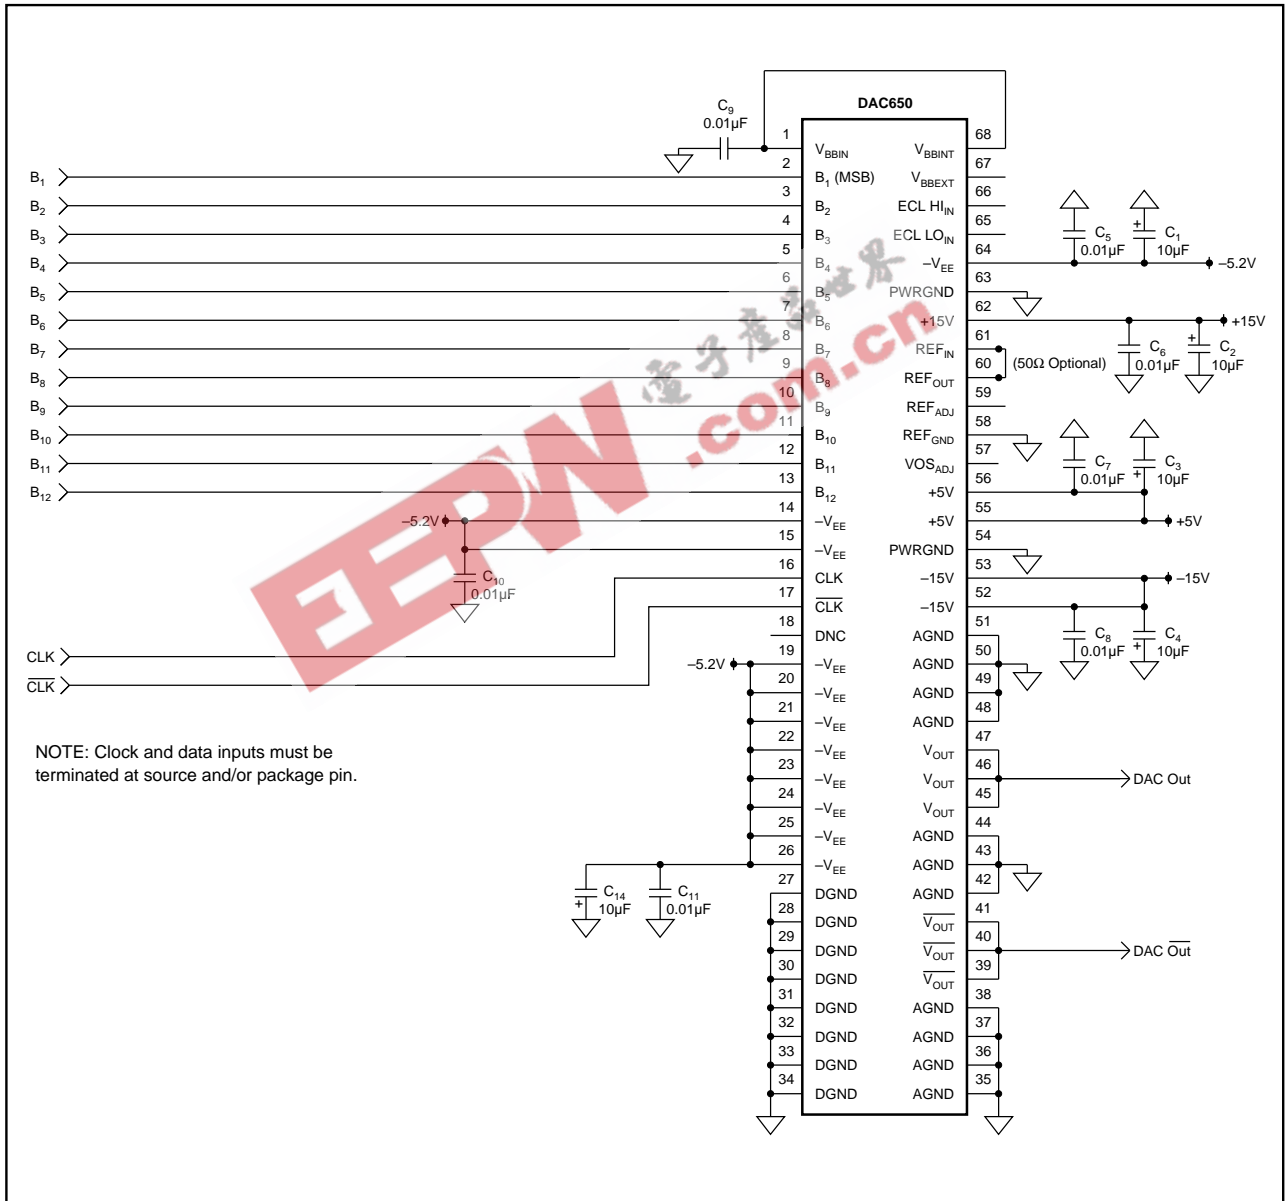 DAC650
C9
0.01µF
1 VBBIN VBBINT 68
B1 2 B1 (MSB) VBBEXT 67
B2 3 B2 ECL HIIN 66
B3 4 B3 ECL LOIN 65
B4 5 B4 –VEE 64 –5.2V
C5 0.01µF
C1 10µF +
B5 6 B5 PWRGND 63
B6 7 B6 +15V 62 +15V
B7 8 B7 REFIN 61
B8 9 B8 REFOUT 60
(50Ω Optional)
C6 0.01µF
C2 10µF +
B9 10 B9 REFADJ 59
B10 11 B10 REFGND 58
B11 12 B11 VOSADJ 57
C7 0.01µF
C3 10µF +
B12 13 B12 +5V 56
–5.2V 14 –VEE +5V 55 +5V
15 –VEE PWRGND 54
C10
0.01µF
16 CLK –15V 53 –15V
17 CLK –15V 52
C8 0.01µF
C4 10µF +
18 DNC AGND 51
CLK
CLK
–5.2V 19 –VEE AGND 50
20 –VEE AGND 49
21 –VEE AGND 48
22 –VEE VOUT 47
23 –VEE VOUT 46 DAC Out
24 –VEE VOUT 45
25 –VEE AGND 44
26 –VEE AGND 43
27 DGND AGND 42
C14 10µF +
C11 0.01µF
28 DGND VOUT 41
29 DGND VOUT 40 DAC Out
30 DGND VOUT 39
31 DGND AGND 38
32 DGND AGND 37
33 DGND AGND 36
34 DGND AGND 35
NOTE: Clock and data inputs must be
terminated at source and/or package pin.
EEPW.com.cn
電子產品世界